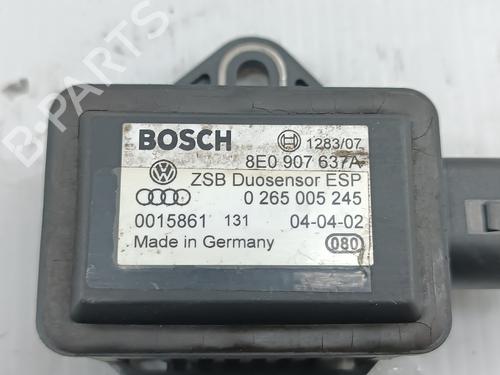 B-PARTS
BOSCH 1283/07
8E0 907 637A
ZSB Duosensor ESP
0 265 005 245
0015861 131 04-04-02
Made in Germany 080